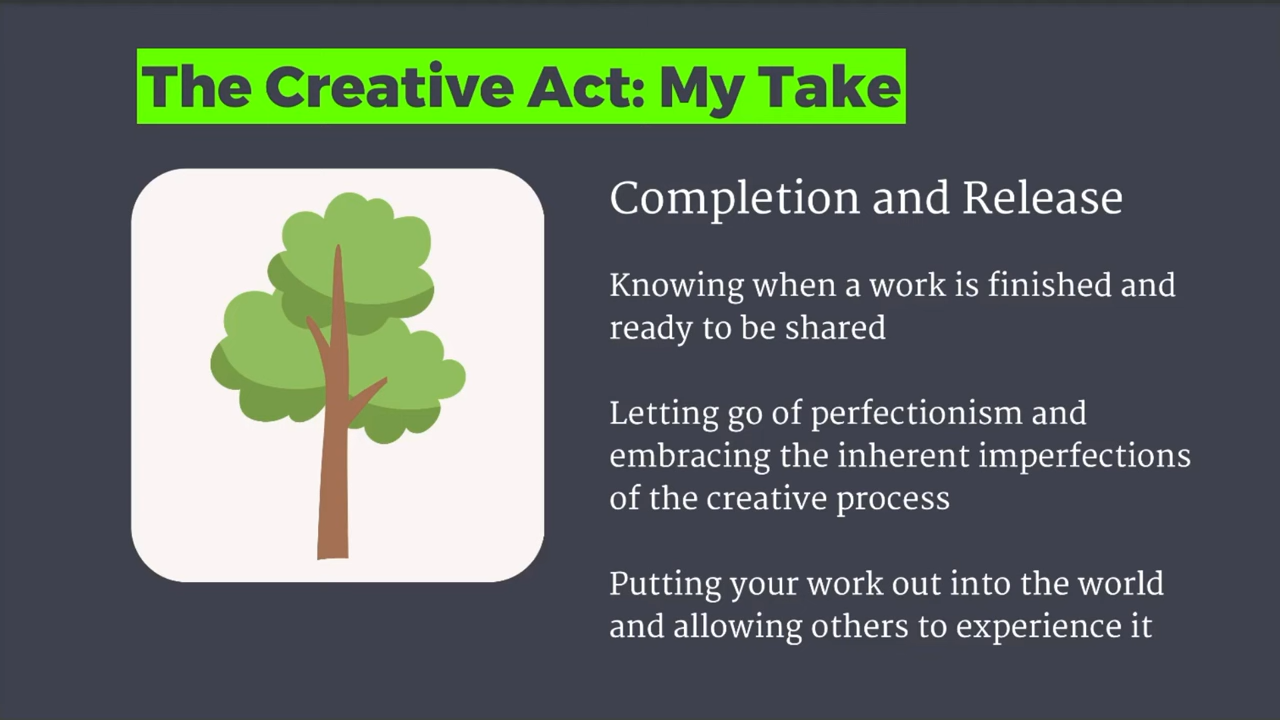 The Creative Act: My Take
Completion and Release
Knowing when a work is finished and
ready to be shared
Letting go of perfectionism and
embracing the inherent imperfections
of the creative process
Putting your work out into the world
and allowing others to experience it